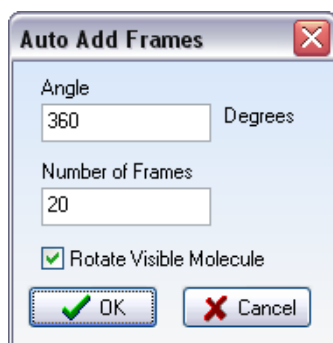 Auto Add Frames
Angle
360 Degrees
Number of Frames
20
Rotate Visible Molecule
OK Cancel